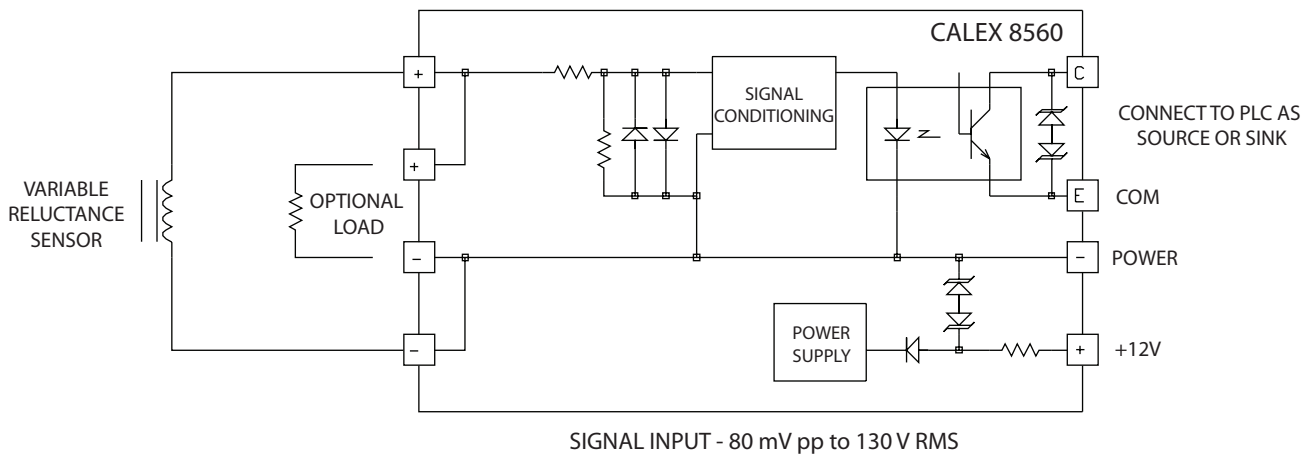 CALEX 8560
+
C
SIGNAL
CONDITIONING
CONNECT TO PLC AS
SOURCE OR SINK
+
VARIABLE
RELUCTANCE
SENSOR
OPTIONAL
LOAD
E
COM
–
–
POWER
POWER
SUPPLY
–
+
+12V
SIGNAL INPUT - 80 mV pp to 130 V RMS